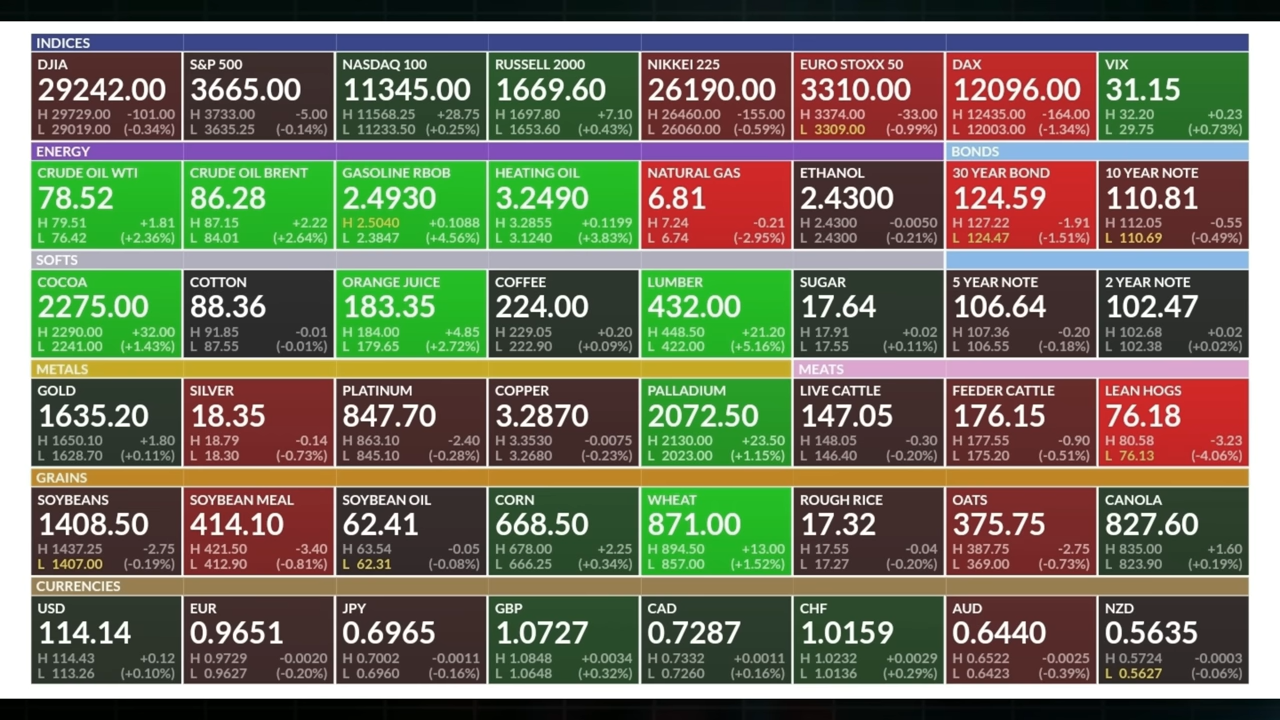 INDICES
DJIA S&P 500 NASDAQ 100 RUSSELL 2000 NIKKEI 225 EURO STOXX 50 DAX VIX
29242.00 3665.00 11345.00 1669.60 26190.00 3310.00 12096.00 31.15
H 29729.00 -101.00 H 3733.00 -5.00 H 11568.25 +28.75 H 1697.80 +7.10 H 26460.00 -155.00 H 3374.00 -33.00 H 12435.00 -164.00 H 32.20 +0.23
L 29019.00 (-0.34%) L 3635.25 (-0.14%) L 11233.50 (+0.25%) L 1653.60 (+0.43%) L 26060.00 (-0.59%) L 3309.00 (-0.99%) L 12003.00 (-1.34%) L 29.75 (+0.73%)
ENERGY BONDS
CRUDE OIL WTI CRUDE OIL BRENT GASOLINE RBOB HEATING OIL NATURAL GAS ETHANOL 30 YEAR BOND 10 YEAR NOTE
78.52 86.28 2.4930 3.2490 6.81 2.4300 124.59 110.81
H 79.51 +1.81 H 87.15 +2.22 H 2.5040 +0.1088 H 3.2855 +0.1199 H 7.24 -0.21 H 2.4300 -0.0050 H 127.22 -1.91 H 112.05 -0.55
L 76.42 (+2.36%) L 84.01 (+2.64%) L 2.3847 (+4.56%) L 3.1240 (+3.83%) L 6.74 (-2.95%) L 2.4300 (-0.21%) L 124.47 (-1.51%) L 110.69 (-0.49%)
SOFTS
COCOA COTTON ORANGE JUICE COFFEE LUMBER SUGAR 5 YEAR NOTE 2 YEAR NOTE
2275.00 88.36 183.35 224.00 432.00 17.64 106.64 102.47
H 2290.00 +32.00 H 91.85 -0.01 H 184.00 +4.85 H 229.05 +0.20 H 448.50 +21.20 H 17.91 +0.02 H 107.36 -0.20 H 102.68 +0.02
L 2241.00 (+1.43%) L 87.55 (-0.01%) L 179.65 (+2.72%) L 222.90 (+0.09%) L 422.00 (+5.16%) L 17.55 (+0.11%) L 106.55 (-0.18%) L 102.38 (+0.02%)
METALS MEATS
GOLD SILVER PLATINUM COPPER PALLADIUM LIVE CATTLE FEEDER CATTLE LEAN HOGS
1635.20 18.35 847.70 3.2870 2072.50 147.05 176.15 76.18
H 1650.10 +1.80 H 18.79 -0.14 H 863.10 -2.40 H 3.3530 -0.0075 H 2130.00 +23.50 H 148.05 -0.30 H 177.55 -0.90 H 80.58 -3.23
L 1628.70 (+0.11%) L 18.30 (-0.73%) L 845.10 (-0.28%) L 3.2680 (-0.23%) L 2023.00 (+1.15%) L 146.40 (-0.20%) L 175.20 (-0.51%) L 76.13 (-4.06%)
GRAINS
SOYBEANS SOYBEAN MEAL SOYBEAN OIL CORN WHEAT ROUGH RICE OATS CANOLA
1408.50 414.10 62.41 668.50 871.00 17.32 375.75 827.60
H 1437.25 -2.75 H 421.50 -3.40 H 63.54 -0.05 H 678.00 +2.25 H 894.50 +13.00 H 17.55 -0.04 H 387.75 -2.75 H 835.00 +1.60
L 1407.00 (-0.19%) L 412.90 (-0.81%) L 62.31 (-0.08%) L 666.25 (+0.34%) L 857.00 (+1.52%) L 17.27 (-0.20%) L 369.00 (-0.73%) L 823.90 (+0.19%)
CURRENCIES
USD EUR JPY GBP CAD CHF AUD NZD
114.14 0.9651 0.6965 1.0727 0.7287 1.0159 0.6440 0.5635
H 114.43 +0.12 H 0.9729 -0.0020 H 0.7002 -0.0011 H 1.0848 +0.0034 H 0.7332 +0.0011 H 1.0232 +0.0029 H 0.6522 -0.0025 H 0.5724 -0.0003
L 113.26 (+0.10%) L 0.9627 (-0.20%) L 0.6960 (-0.16%) L 1.0648 (+0.32%) L 0.7260 (+0.16%) L 1.0136 (+0.29%) L 0.6423 (-0.39%) L 0.5627 (-0.06%)